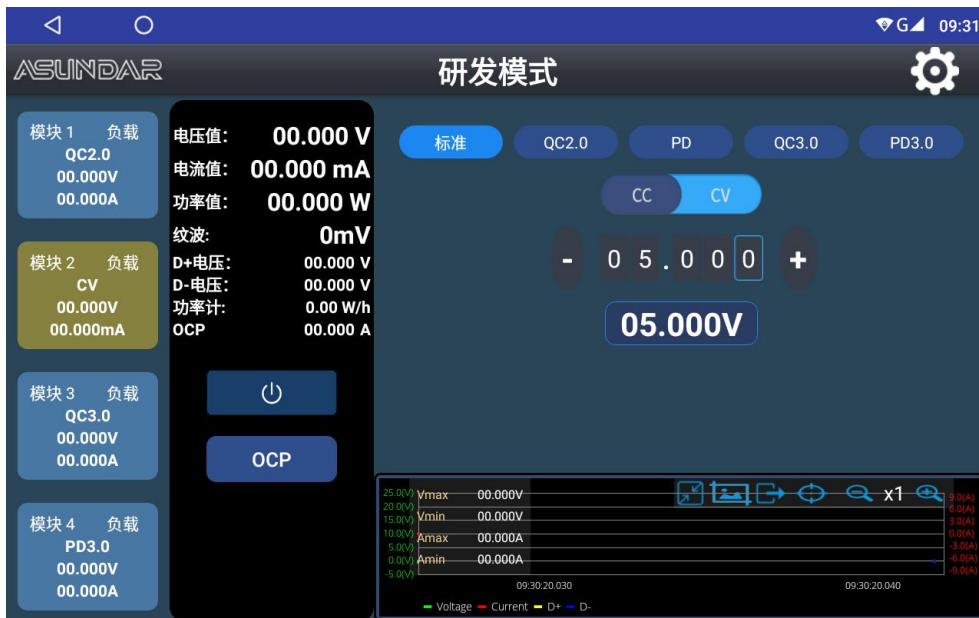 G 09:31
ASUNDAR
研发模式
模块 1 负载
QC2.0
00.000V
00.000A
模块 2 负载
CV
00.000V
00.000mA
模块 3 负载
QC3.0
00.000V
00.000A
模块 4 负载
PD3.0
00.000V
00.000A
电压值: 00.000 V
电流值: 00.000 mA
功率值: 00.000 W
纹波: 0mV
D+电压: 00.000 V
D-电压: 00.000 V
功率计: 0.00 W/h
OCP 00.000 A
OCP
标准 QC2.0 PD QC3.0 PD3.0
CC CV
- 0 5 . 0 0 0 +
05.000V
x1
25.0(V)
20.0(V)
15.0(V)
10.0(V)
5.0(V)
0.0(V)
-5.0(V)
Vmax 00.000V
Vmin 00.000V
Amax 00.000A
Amin 00.000A
9.0(A)
6.0(A)
3.0(A)
0.0(A)
-3.0(A)
-6.0(A)
-9.0(A)
09:30:20.030 09:30:20.040
Voltage Current D+ D-